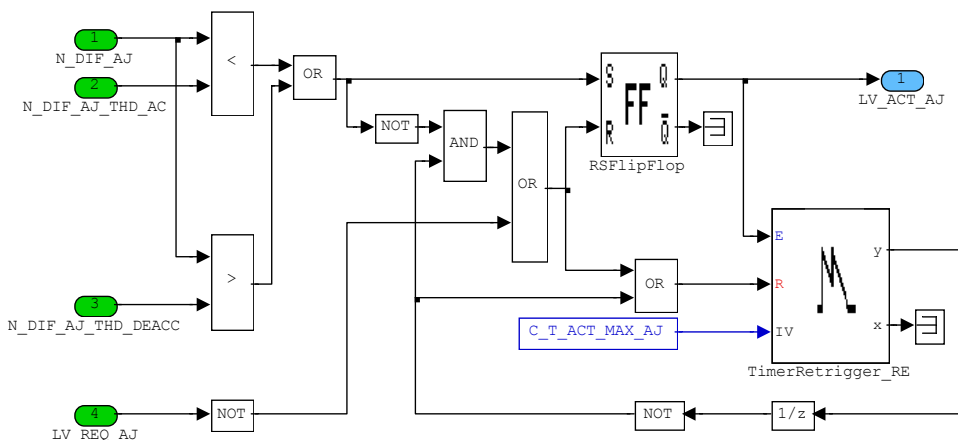 1
N_DIF_AJ
2
N_DIF_AJ_THD_AC
<
OR
NOT
AND
OR
S Q
FF
R Q
RSFlipFlop
1
LV_ACT_AJ
>
3
N_DIF_AJ_THD_DEACC
OR
C_T_ACT_MAX_AJ
E
R
IV
y
x
TimerRetrigger_RE
4
LV_REQ_AJ
NOT
NOT
1/z